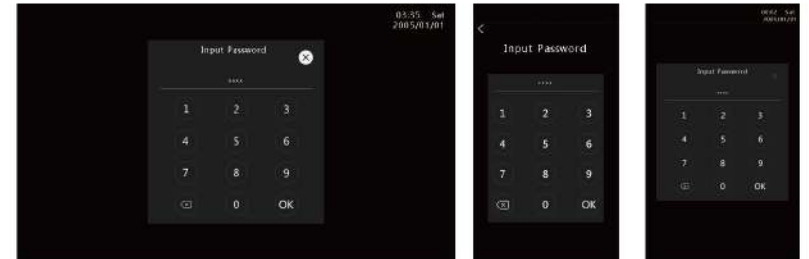 03:35 Sat
2005/01/01
Input Password
****
1 2 3
4 5 6
7 8 9
0 OK
Input Password
****
1 2 3
4 5 6
7 8 9
0 OK
Sat
Input Password
****
1 2 3
4 5 6
7 8 9
0 OK